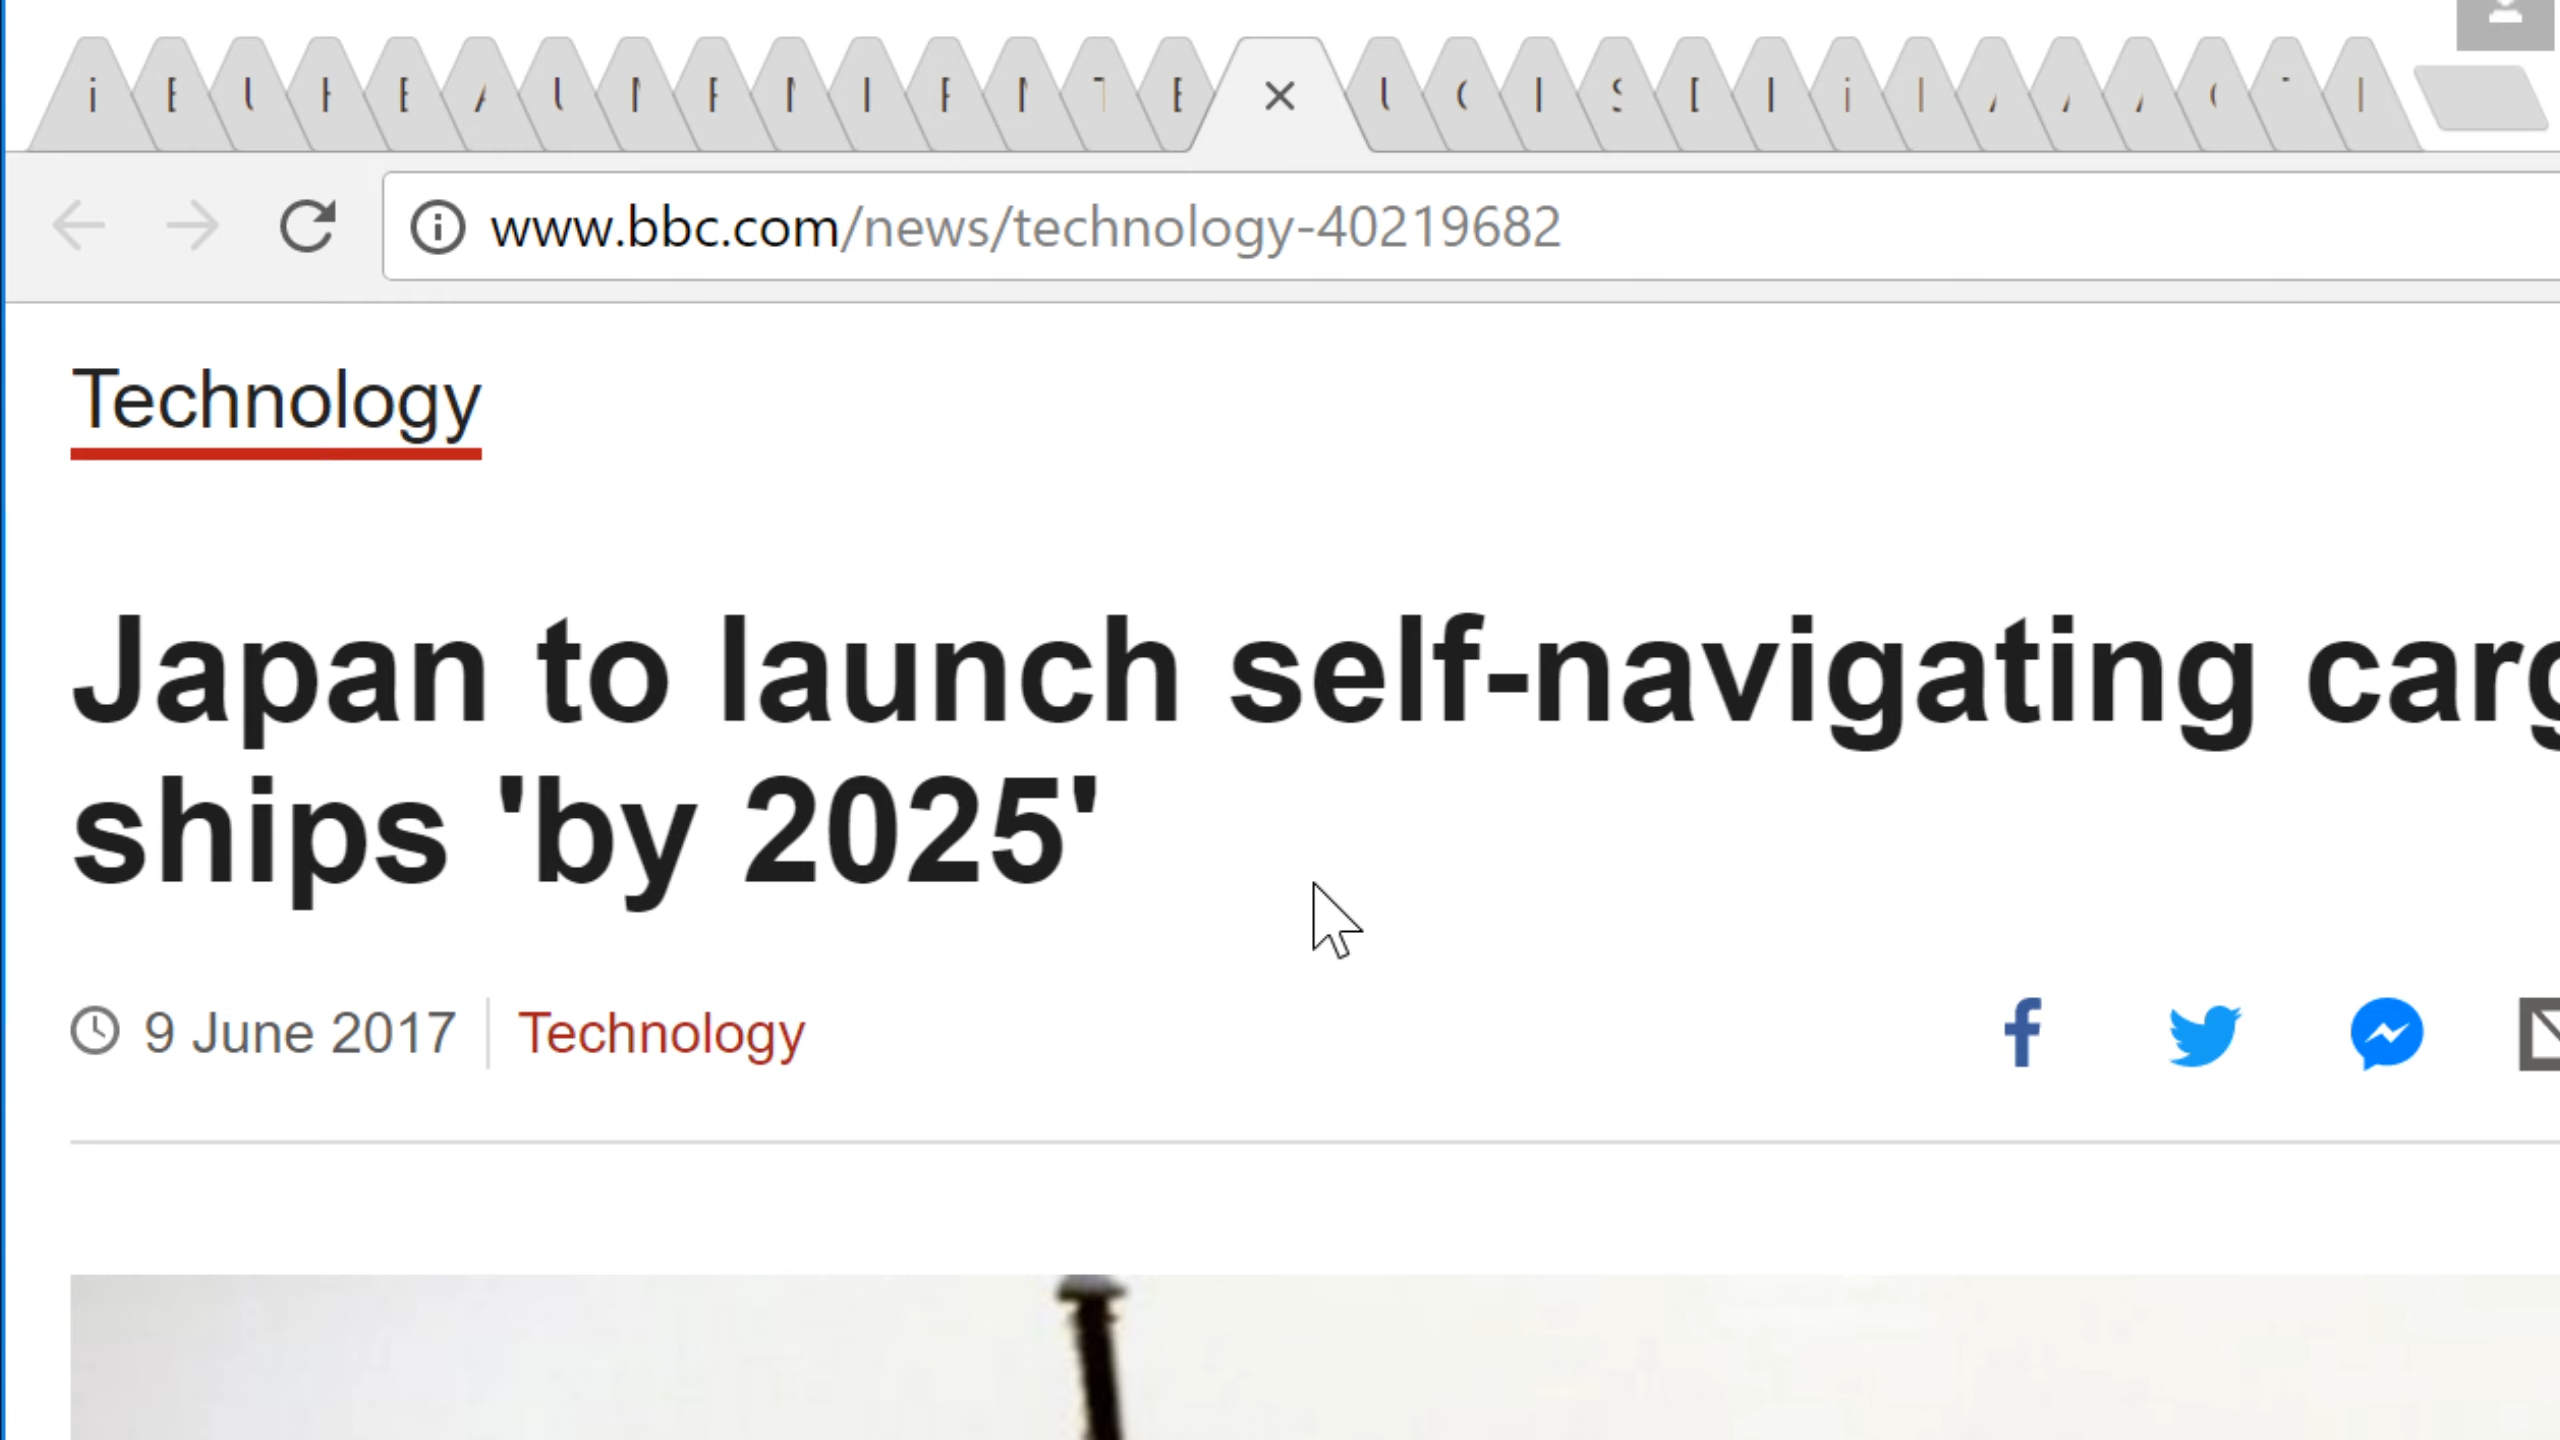 www.bbc.com/news/technology-40219682
Technology
Japan to launch self-navigating
ships 'by 2025'
9 June 2017
Technology